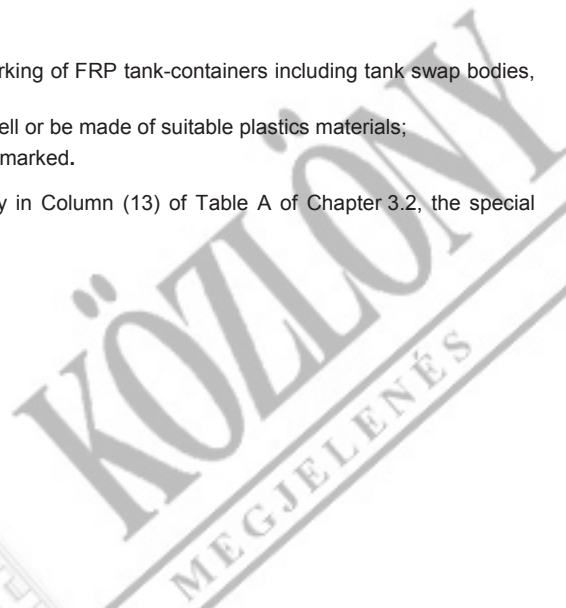 rking of FRP tank-containers including tank swap bodies,
ell or be made of suitable plastics materials;
marked.
y in Column (13) of Table A of Chapter 3.2, the special
KÖZLÖNY
MEGJELENÉS